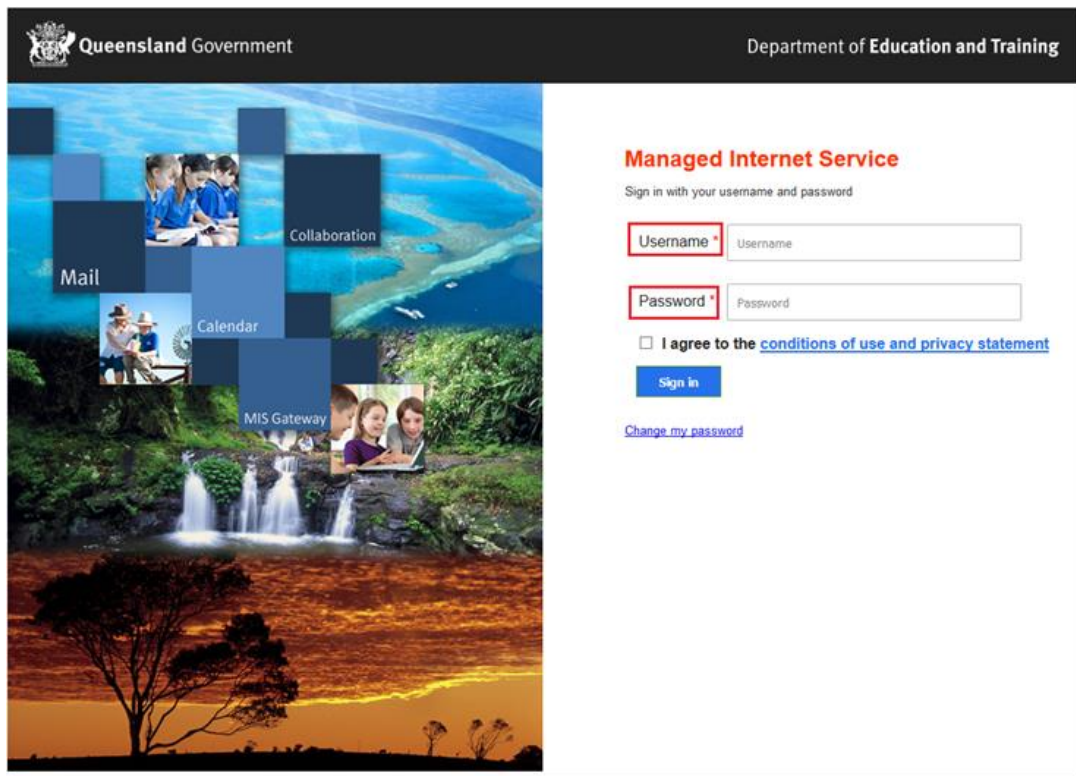 Queensland Government
Department of Education and Training
Collaboration
Mail
Calendar
MIS Gateway
Managed Internet Service
Sign in with your username and password
Username *
Username
Password *
Password
I agree to the conditions of use and privacy statement
Sign in
Change my password